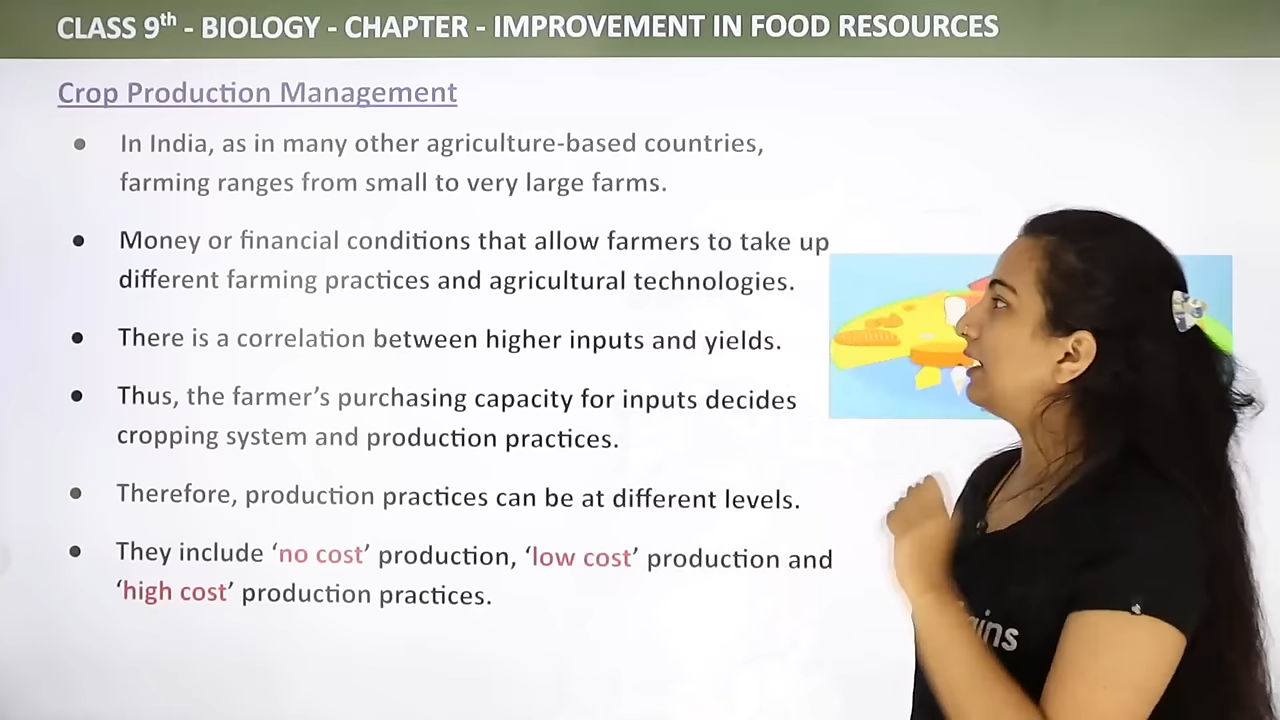 CLASS 9th - BIOLOGY - CHAPTER - IMPROVEMENT IN FOOD RESOURCES
Crop Production Management
• In India, as in many other agriculture-based countries,
farming ranges from small to very large farms.
• Money or financial conditions that allow farmers to take up
different farming practices and agricultural technologies.
• There is a correlation between higher inputs and yields.
• Thus, the farmer’s purchasing capacity for inputs decides
cropping system and production practices.
• Therefore, production practices can be at different levels.
• They include ‘no cost’ production, ‘low cost’ production and
‘high cost’ production practices.